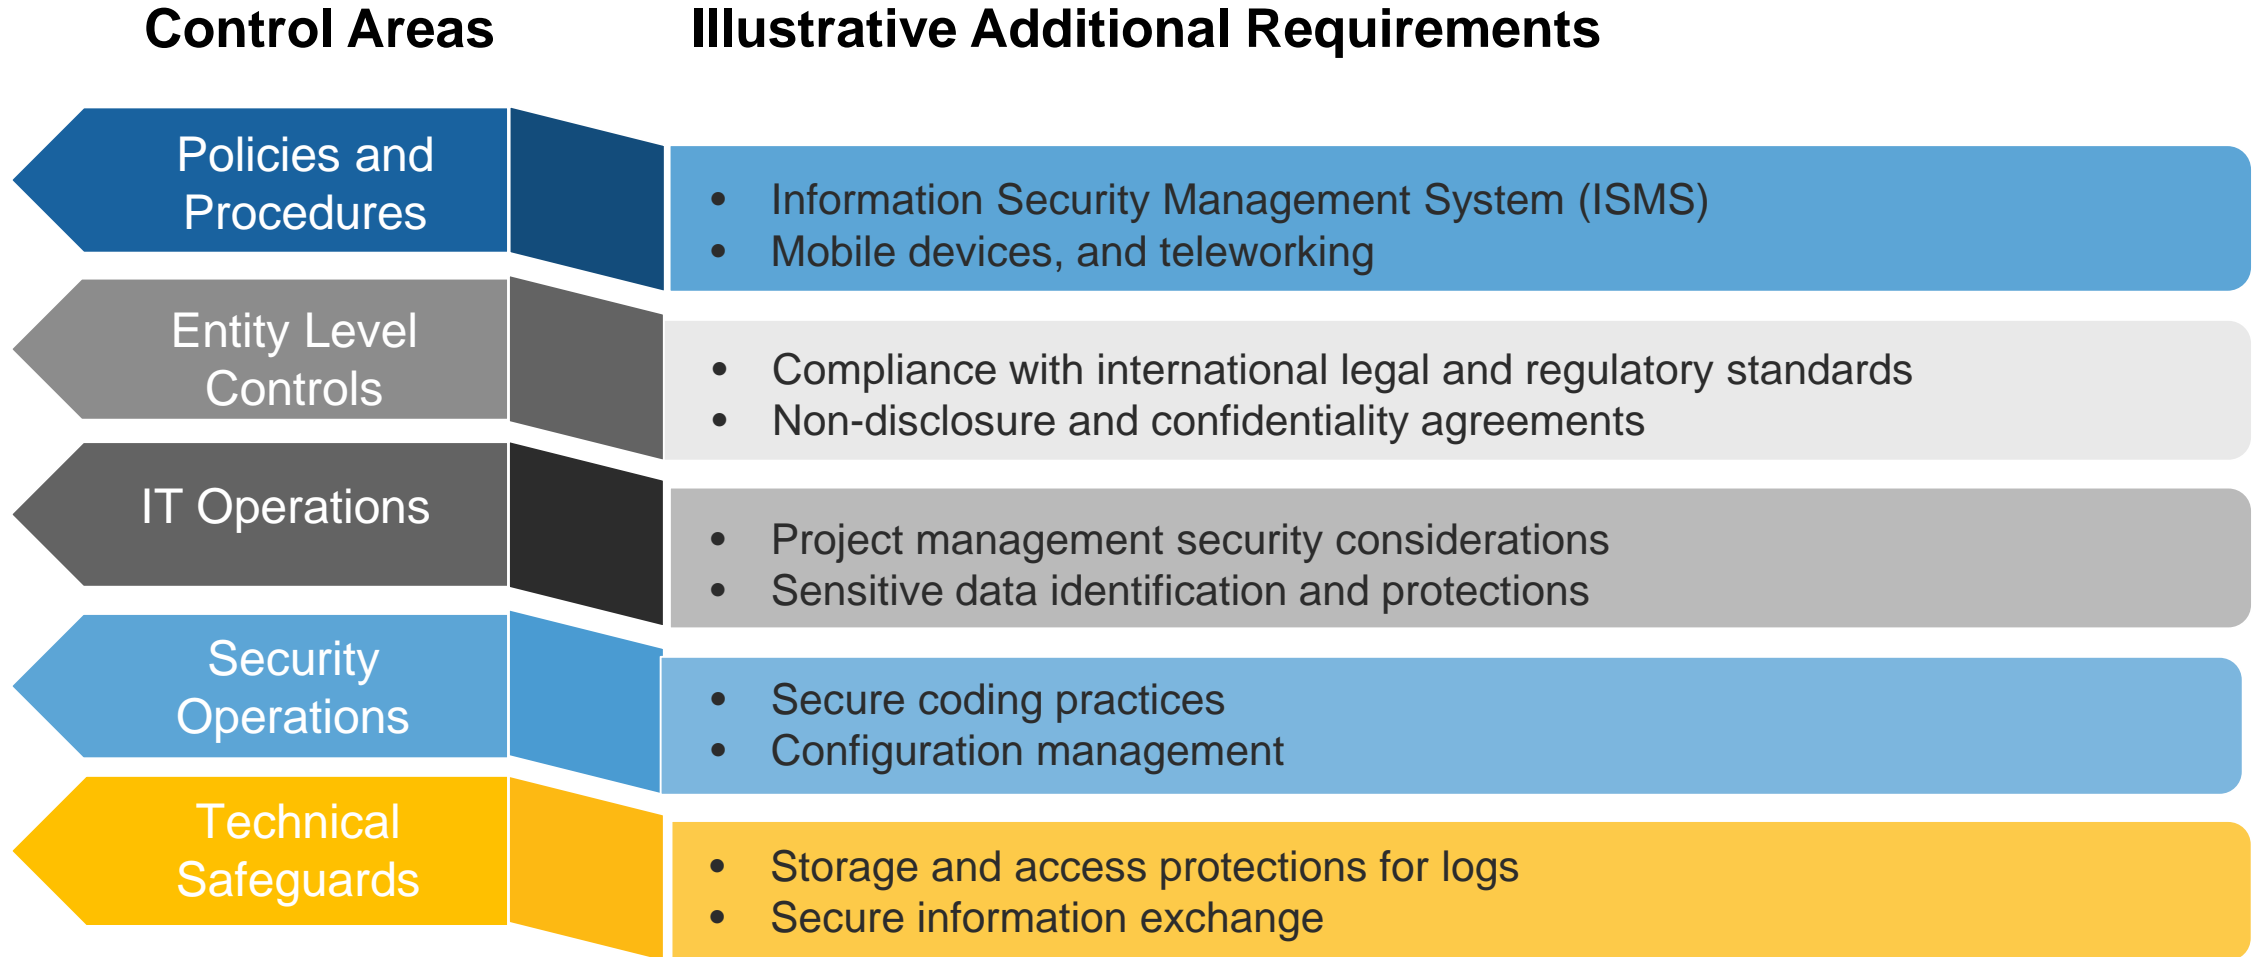 Control Areas
Illustrative Additional Requirements
Policies and
Procedures
• Information Security Management System (ISMS)
• Mobile devices, and teleworking
Entity Level
Controls
• Compliance with international legal and regulatory standards
• Non-disclosure and confidentiality agreements
IT Operations
• Project management security considerations
• Sensitive data identification and protections
Security
Operations
• Secure coding practices
• Configuration management
Technical
Safeguards
• Storage and access protections for logs
• Secure information exchange